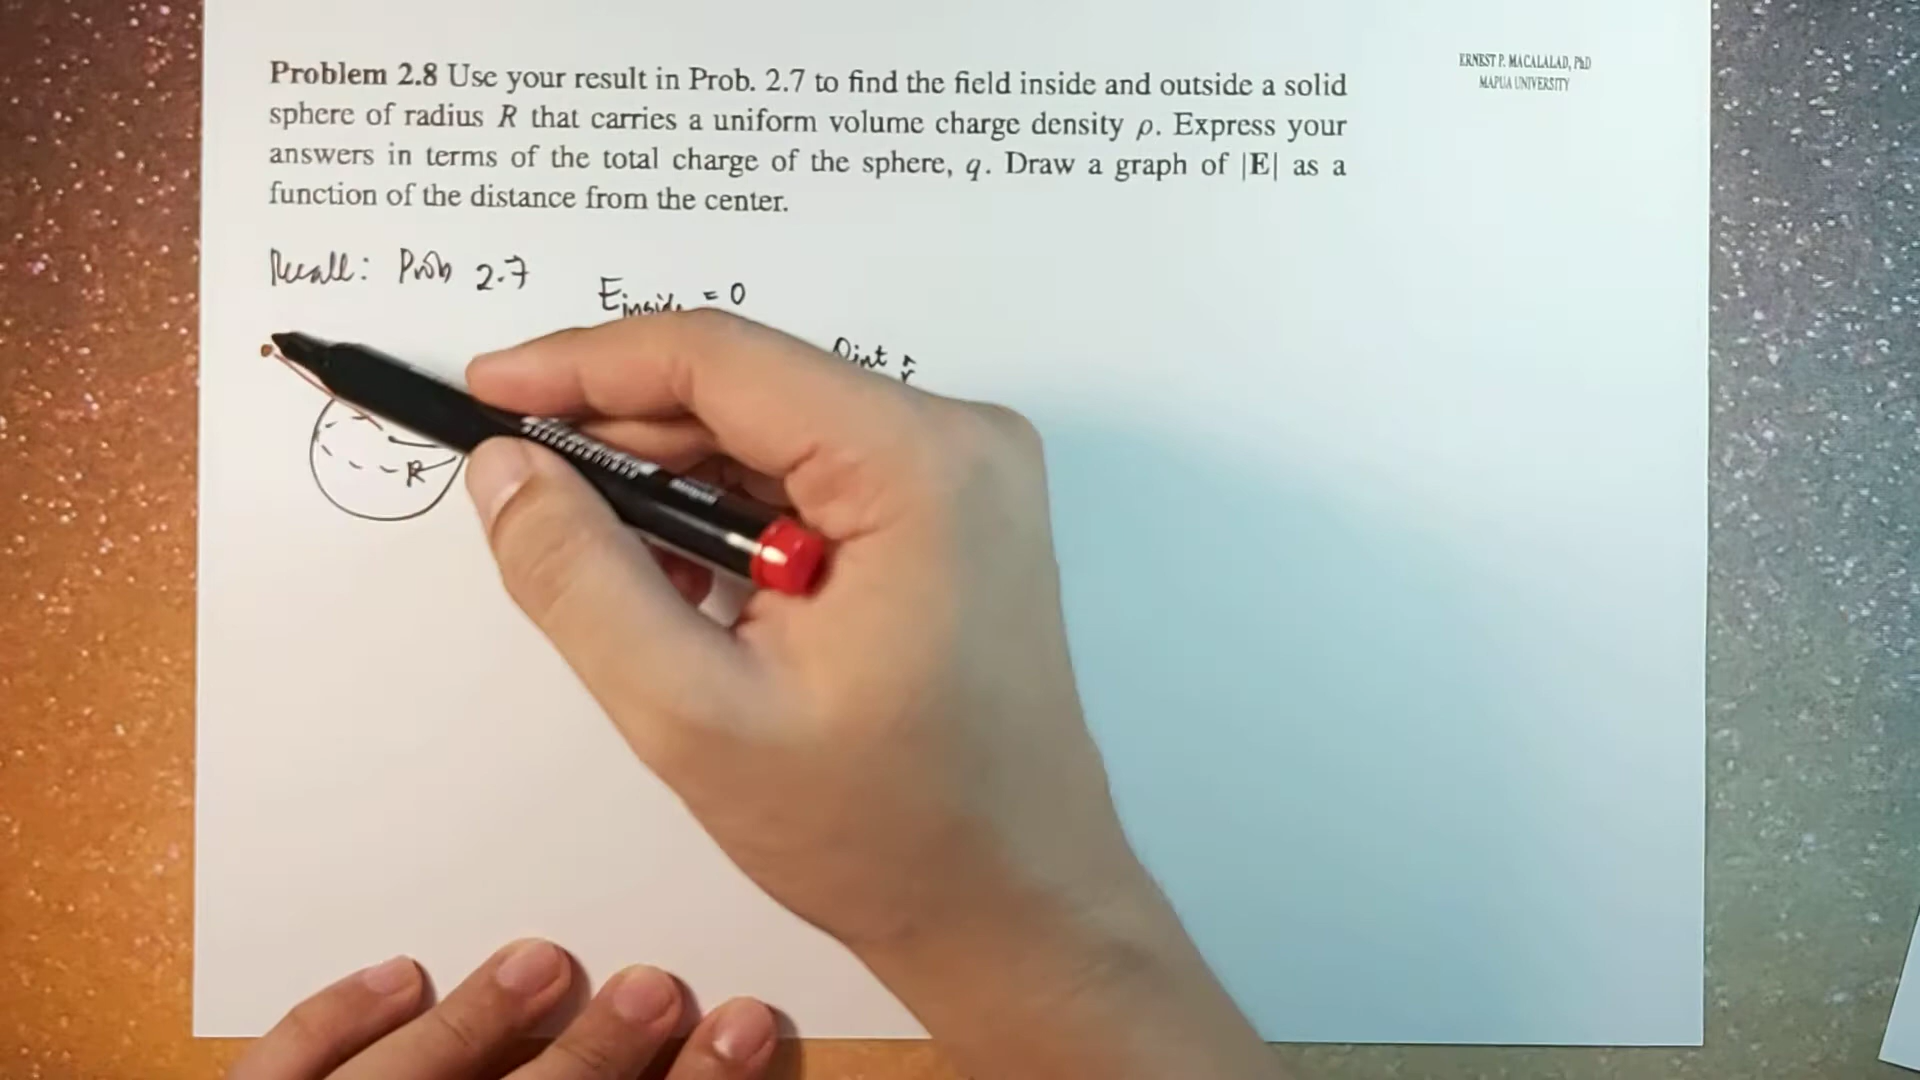 Problem 2.8 Use your result in Prob. 2.7 to find the field inside and outside a solid
sphere of radius R that carries a uniform volume charge density ρ. Express your
answers in terms of the total charge of the sphere, q. Draw a graph of |E| as a
function of the distance from the center.
ERNEST P. MACALALAD, PhD
MAPUA UNIVERSITY
Recall: Prob 2.7
E inside = 0
Qint r̂
R